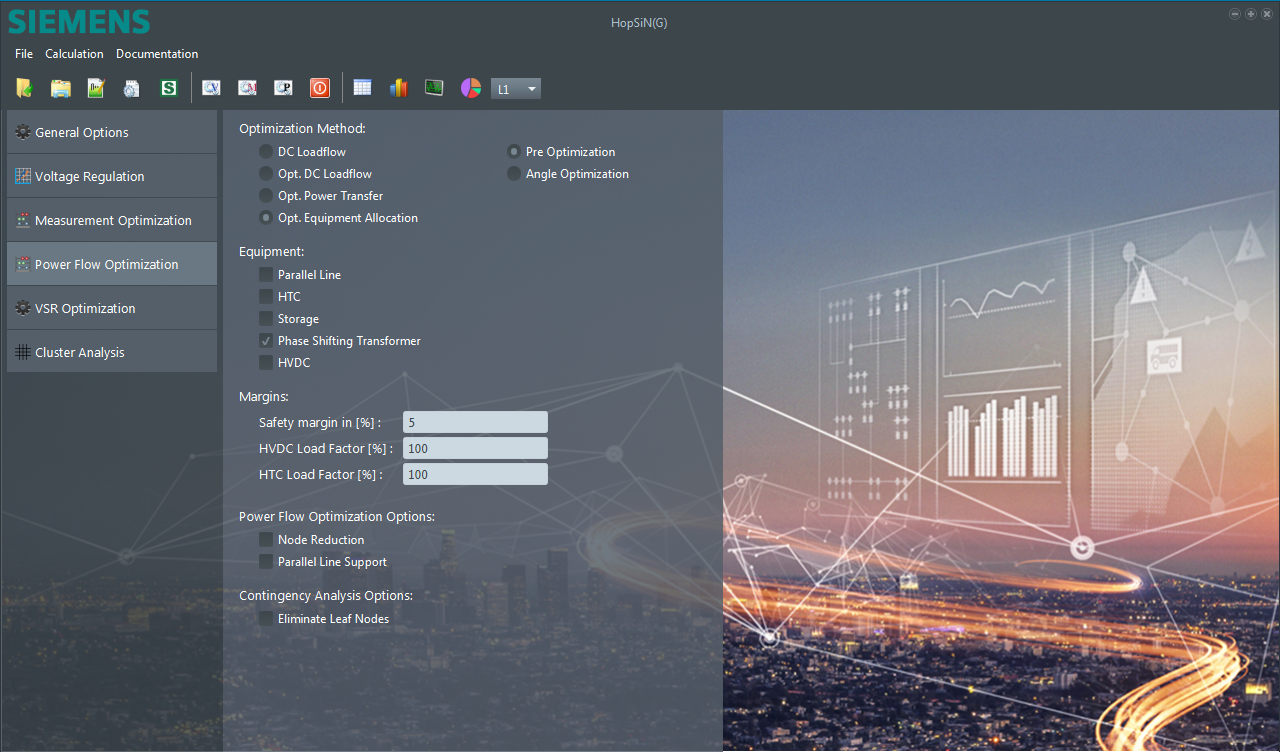 SIEMENS
HopSiN(G)
File Calculation Documentation
L1
General Options
Voltage Regulation
Measurement Optimization
Power Flow Optimization
VSR Optimization
Cluster Analysis
Optimization Method:
DC Loadflow
Pre Optimization
Opt. DC Loadflow
Angle Optimization
Opt. Power Transfer
Opt. Equipment Allocation
Equipment:
Parallel Line
HTC
Storage
Phase Shifting Transformer
HVDC
Margins:
Safety margin in [%] : 5
HVDC Load Factor [%] : 100
HTC Load Factor [%] : 100
Power Flow Optimization Options:
Node Reduction
Parallel Line Support
Contingency Analysis Options:
Eliminate Leaf Nodes